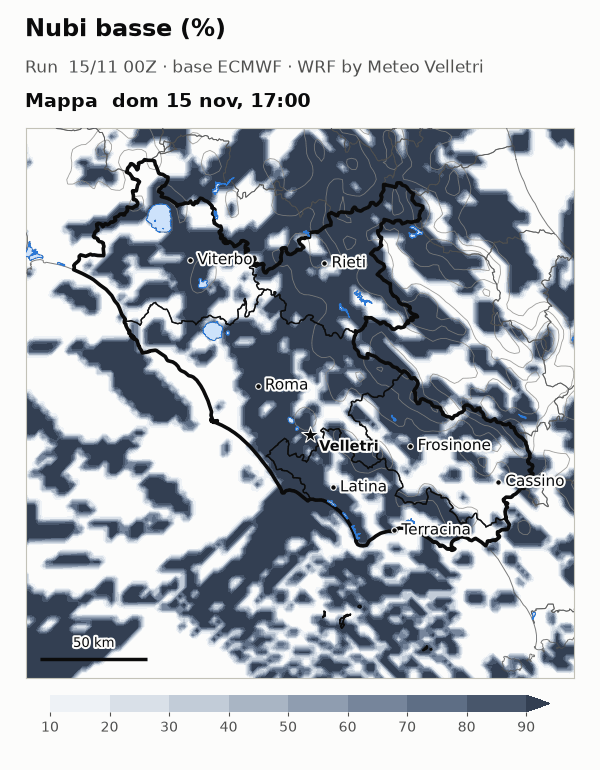 Nubi basse (%)
Run 15/11 00Z · base ECMWF · WRF by Meteo Velletri
Mappa dom 15 nov, 17:00
Viterbo
Rieti
Roma
Velletri
Frosinone
Latina
Cassino
Terracina
50 km
10 20 30 40 50 60 70 80 90